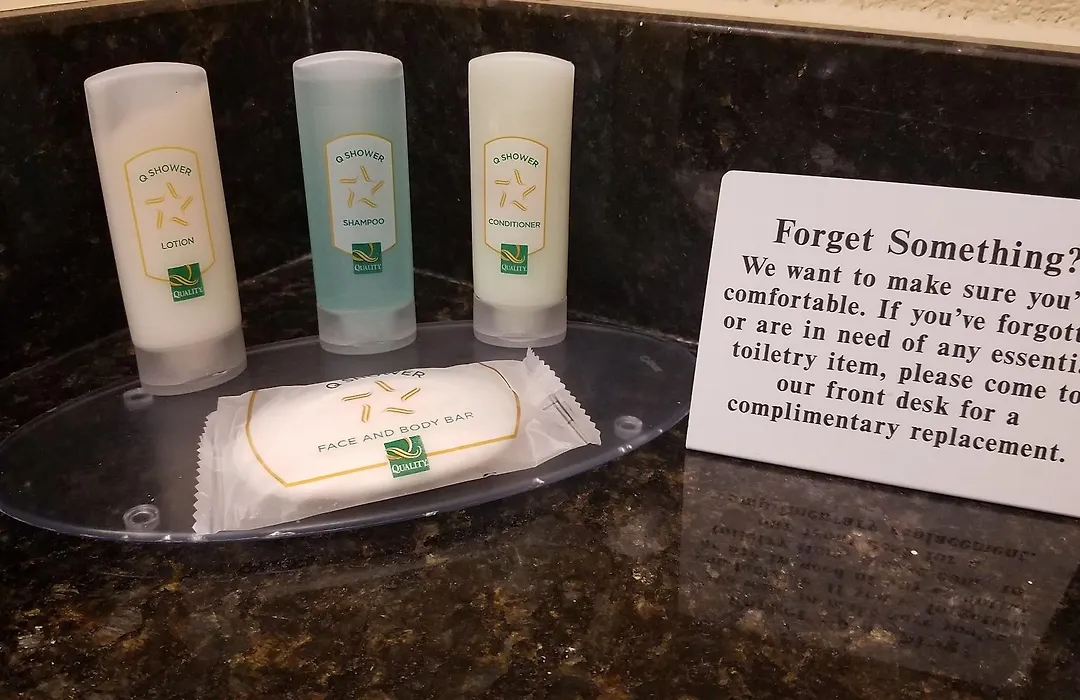 Q SHOWER
LOTION
QUALITY
Q SHOWER
SHAMPOO
QUALITY
Q SHOWER
CONDITIONER
QUALITY
Q SHOWER
FACE AND BODY BAR
QUALITY
Forget Something?
We want to make sure you'
comfortable. If you've forgott
or are in need of any essenti
toiletry item, please come to
our front desk for a
complimentary replacement.